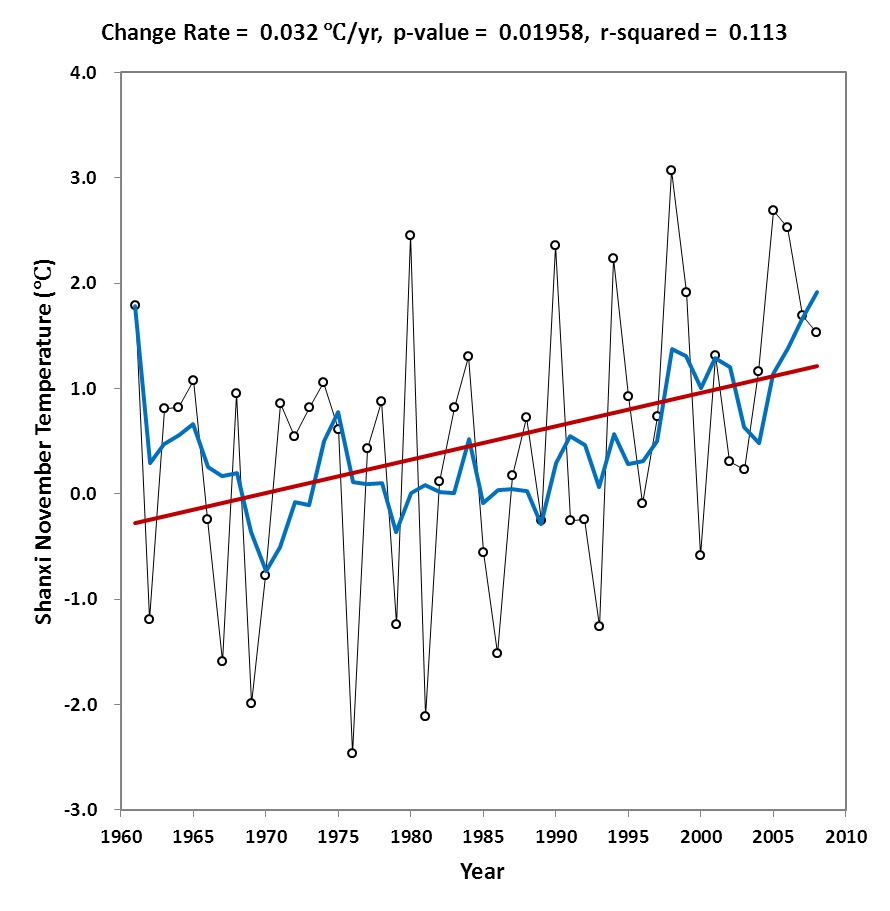 Change Rate = 0.032 ℃/yr, p-value = 0.01958, r-squared = 0.113
4.0
3.0
2.0
1.0
0.0
-1.0
-2.0
-3.0
Shanxi November Temperature (℃)
1960 1965 1970 1975 1980 1985 1990 1995 2000 2005 2010
Year